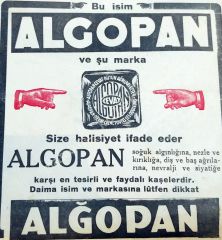 Bu isim
ALGOPAN
ve şu marka
Size halisiyet ifade eder
ALGOPAN soğuk algınlığına, nezle ve
kırıklığa, diş ve baş ağrıla-
rına, nevralji ve siyatiğe
karşı en tesirli ve faydalı kaşelerdir.
Daima isim ve markasına lûtfen dikkat
ALĞOPAN